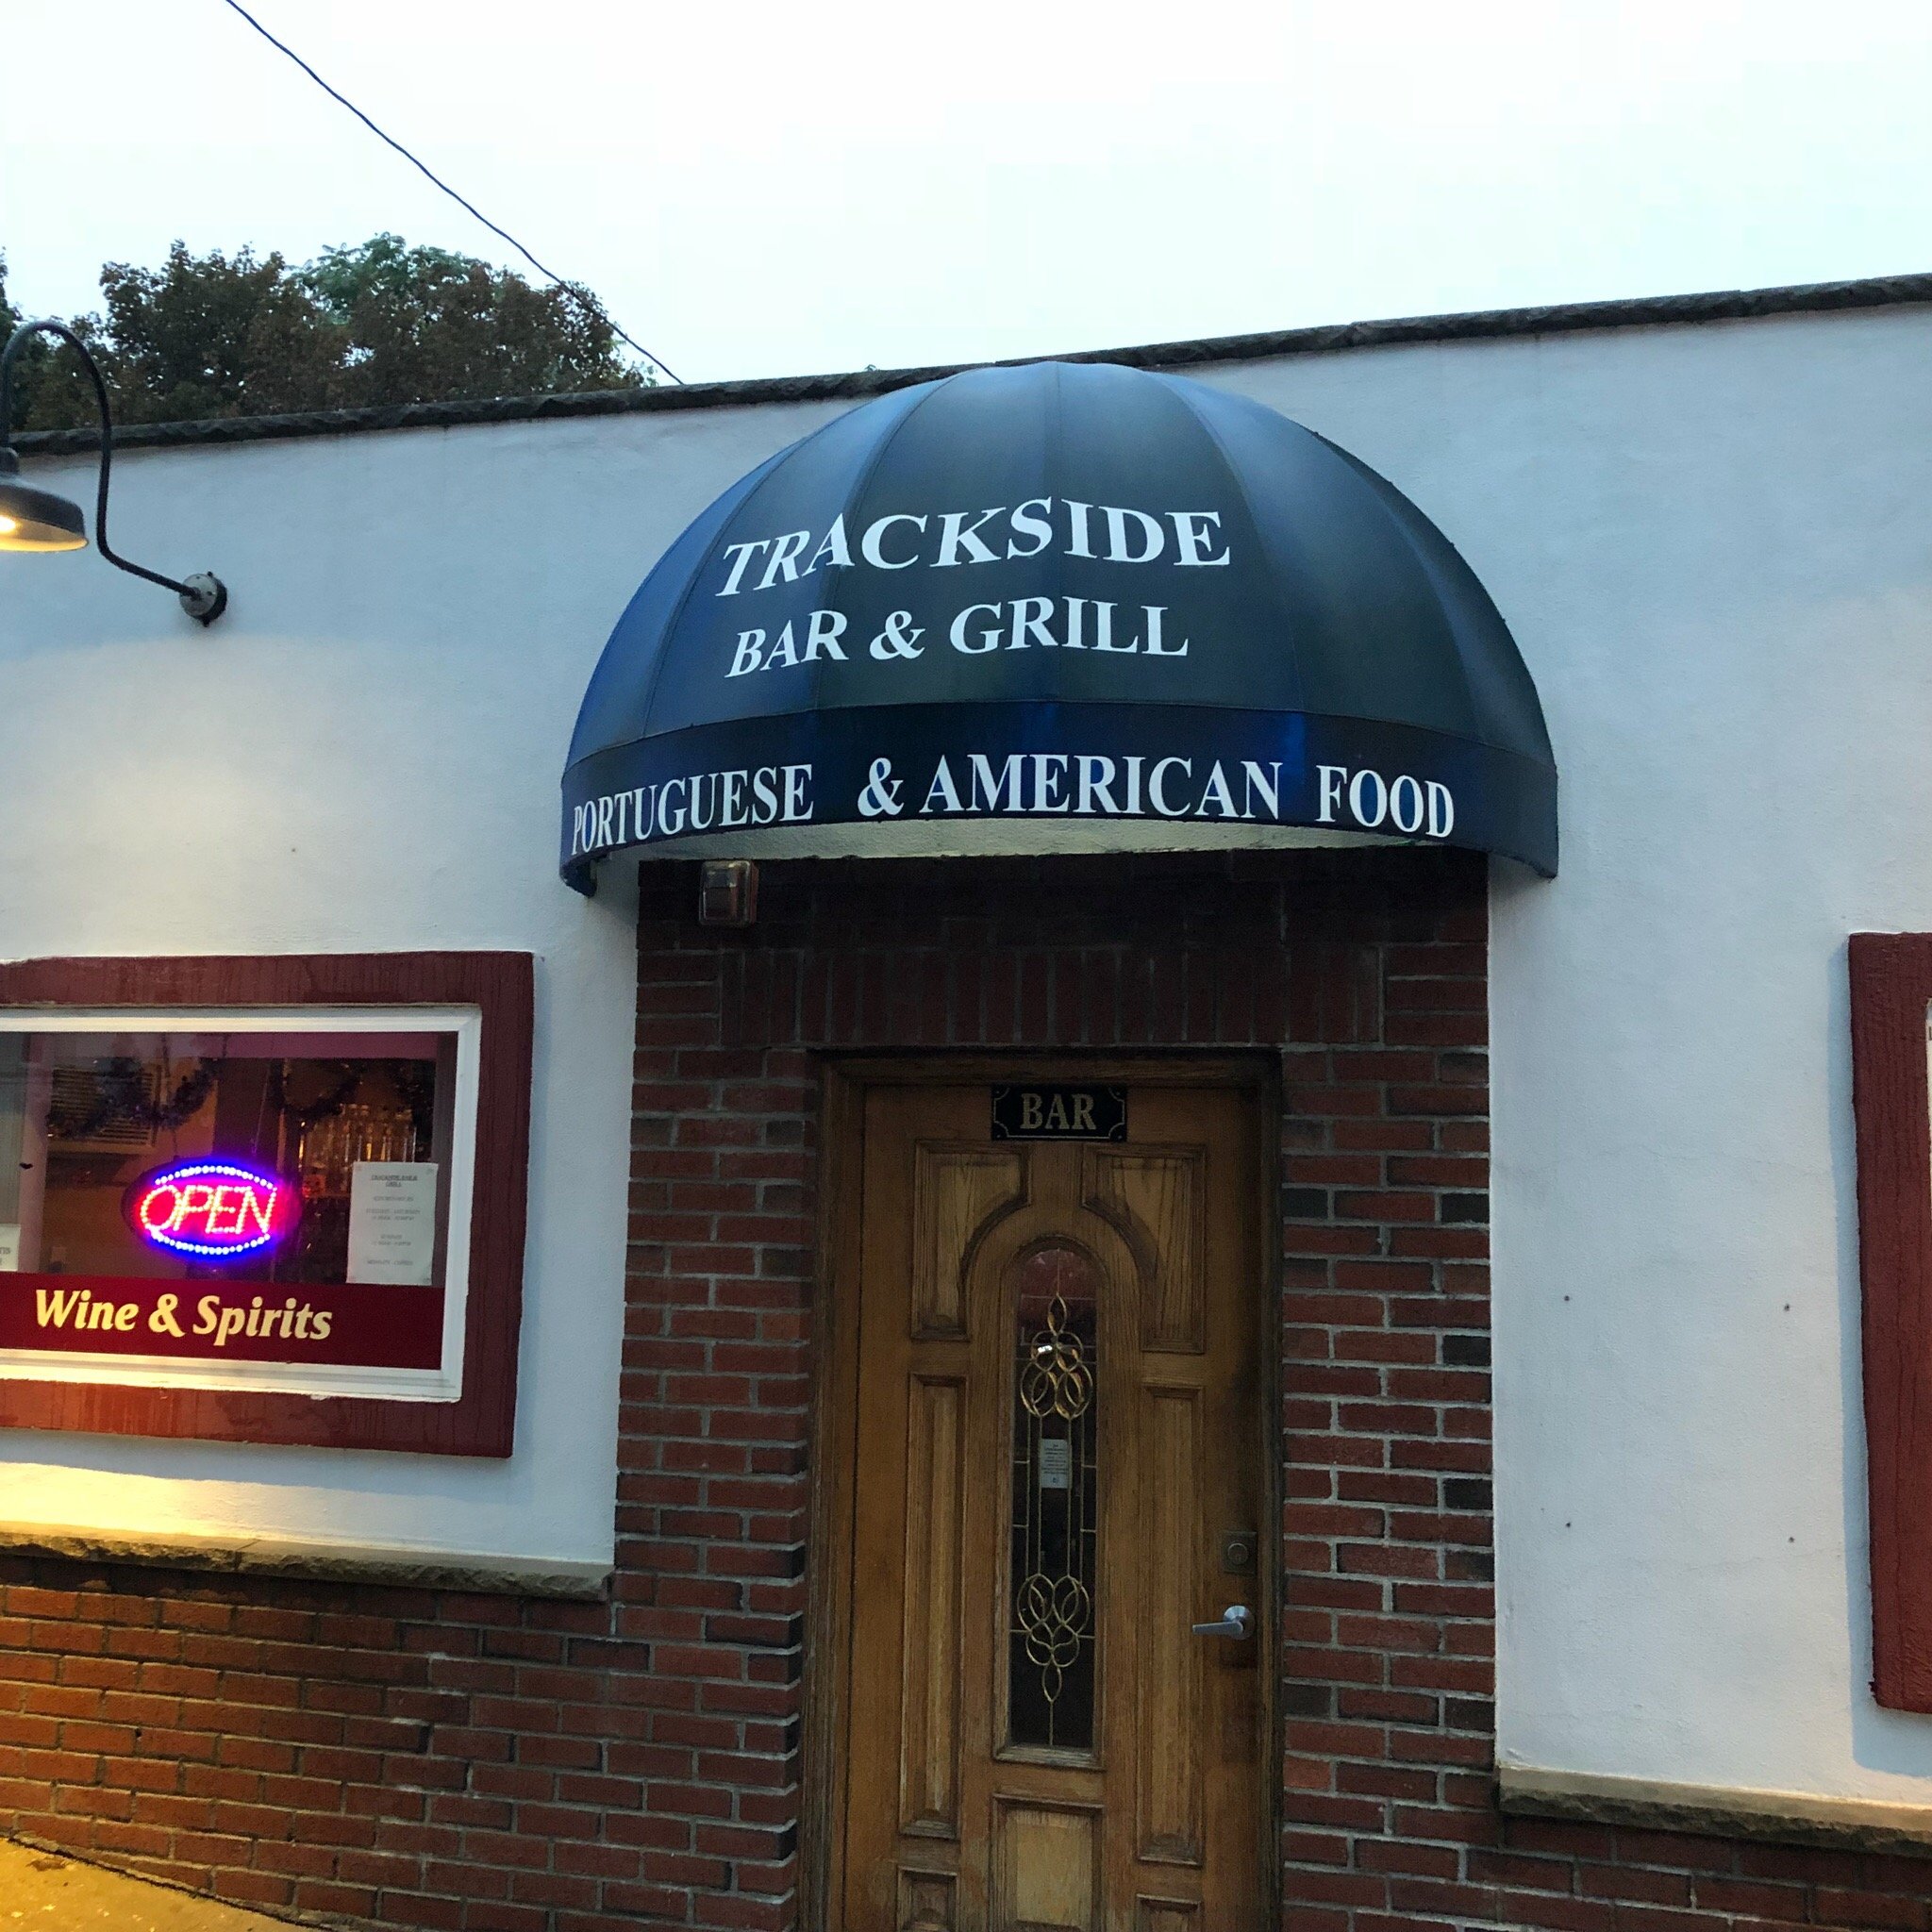 TRACKSIDE
BAR & GRILL
PORTUGUESE & AMERICAN FOOD
BAR
OPEN
Wine & Spirits